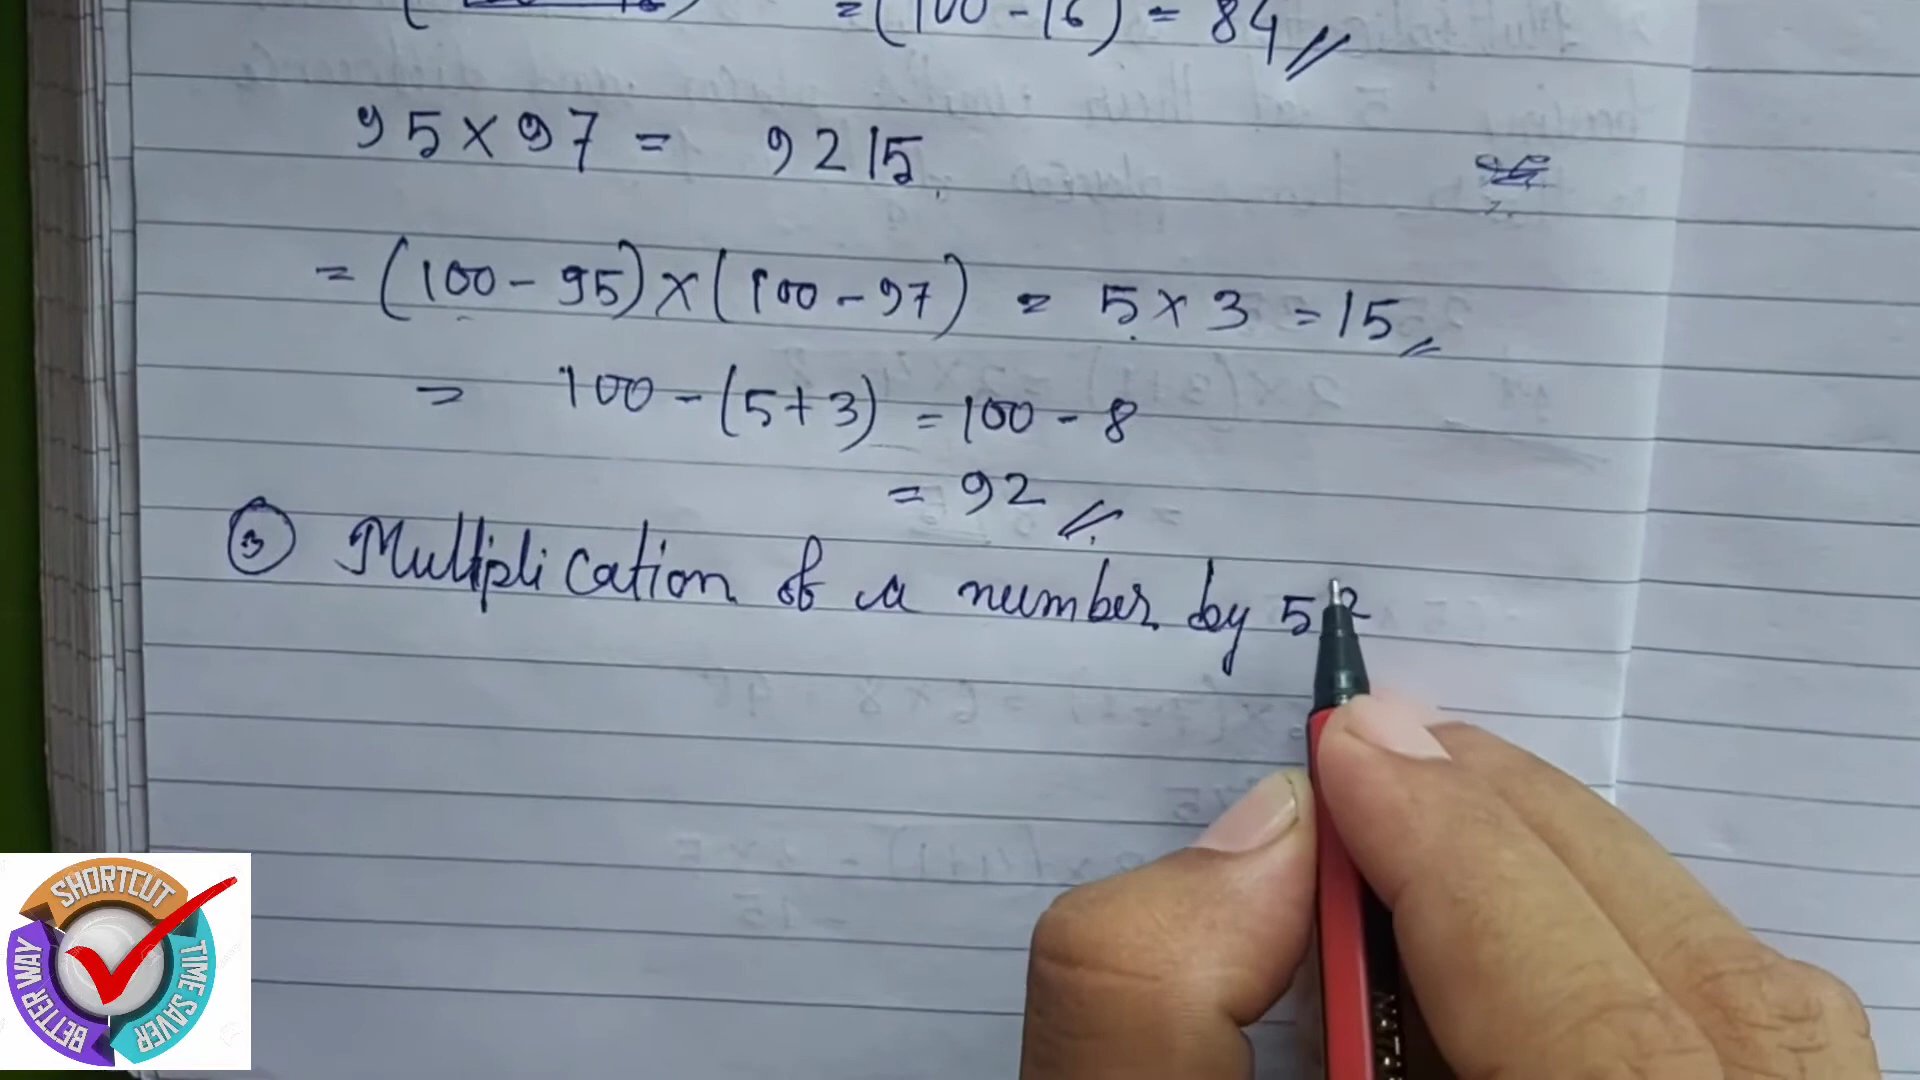 = (100 - 16) = 84
95 × 97 = 9215
= (100 - 95) × (100 - 97) = 5 × 3 = 15
= 100 - (5+3) = 100 - 8
= 92
③ Multiplication of a number by 5
SHORTCUT
BETTER WAY
TIME SAVER